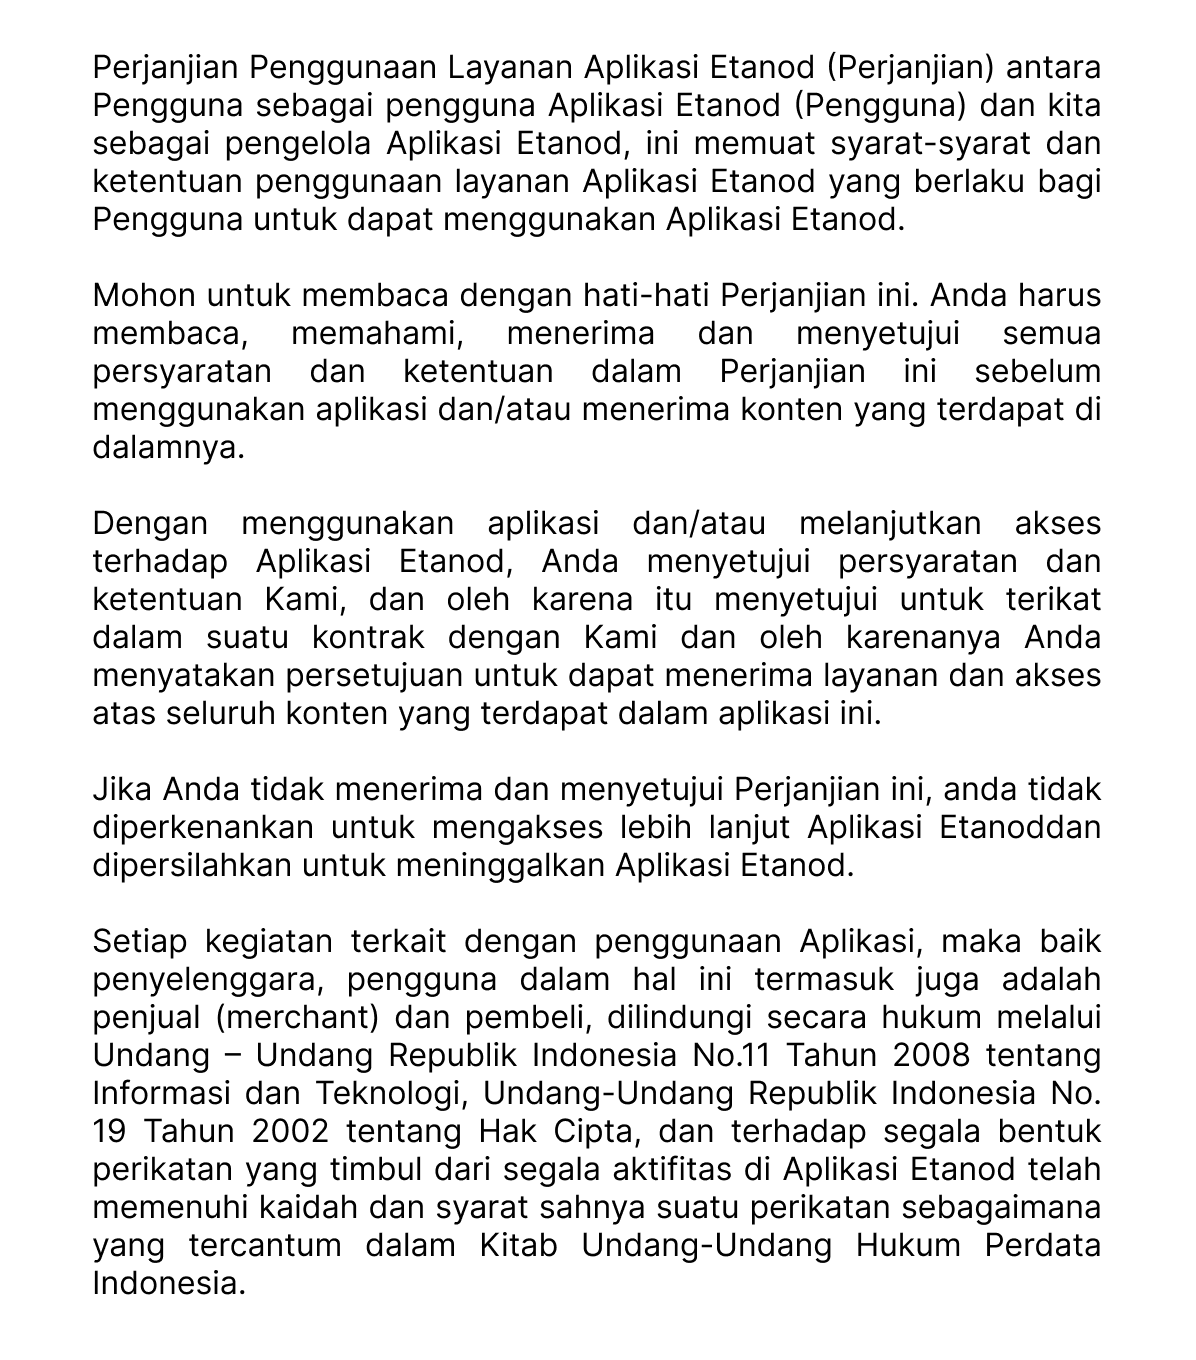 Perjanjian Penggunaan Layanan Aplikasi Etanod (Perjanjian) antara
Pengguna sebagai pengguna Aplikasi Etanod (Pengguna) dan kita
sebagai pengelola Aplikasi Etanod, ini memuat syarat-syarat dan
ketentuan penggunaan layanan Aplikasi Etanod yang berlaku bagi
Pengguna untuk dapat menggunakan Aplikasi Etanod.
Mohon untuk membaca dengan hati-hati Perjanjian ini. Anda harus
membaca, memahami, menerima dan menyetujui semua
persyaratan dan ketentuan dalam Perjanjian ini sebelum
menggunakan aplikasi dan/atau menerima konten yang terdapat di
dalamnya.
Dengan menggunakan aplikasi dan/atau melanjutkan akses
terhadap Aplikasi Etanod, Anda menyetujui persyaratan dan
ketentuan Kami, dan oleh karena itu menyetujui untuk terikat
dalam suatu kontrak dengan Kami dan oleh karenanya Anda
menyatakan persetujuan untuk dapat menerima layanan dan akses
atas seluruh konten yang terdapat dalam aplikasi ini.
Jika Anda tidak menerima dan menyetujui Perjanjian ini, anda tidak
diperkenankan untuk mengakses lebih lanjut Aplikasi Etanoddan
dipersilahkan untuk meninggalkan Aplikasi Etanod.
Setiap kegiatan terkait dengan penggunaan Aplikasi, maka baik
penyelenggara, pengguna dalam hal ini termasuk juga adalah
penjual (merchant) dan pembeli, dilindungi secara hukum melalui
Undang – Undang Republik Indonesia No.11 Tahun 2008 tentang
Informasi dan Teknologi, Undang-Undang Republik Indonesia No.
19 Tahun 2002 tentang Hak Cipta, dan terhadap segala bentuk
perikatan yang timbul dari segala aktifitas di Aplikasi Etanod telah
memenuhi kaidah dan syarat sahnya suatu perikatan sebagaimana
yang tercantum dalam Kitab Undang-Undang Hukum Perdata
Indonesia.